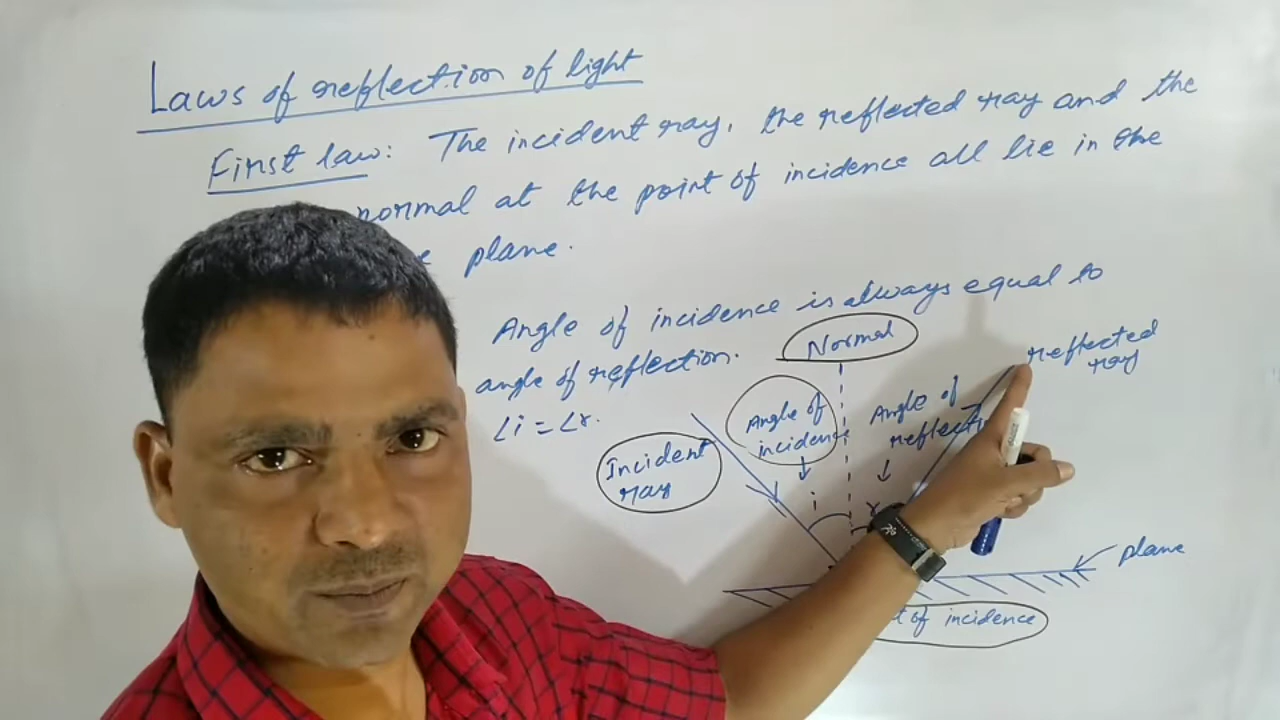 Laws of reflection of light
First law: The incident ray, the reflected ray and the
normal at the point of incidence all lie in the
plane.
Angle of incidence is always equal to
angle of reflection.
∠i = ∠r.
Normal
reflected
ray
Angle of
incidence
Angle of
reflection
Incident
ray
i
r
plane
of incidence